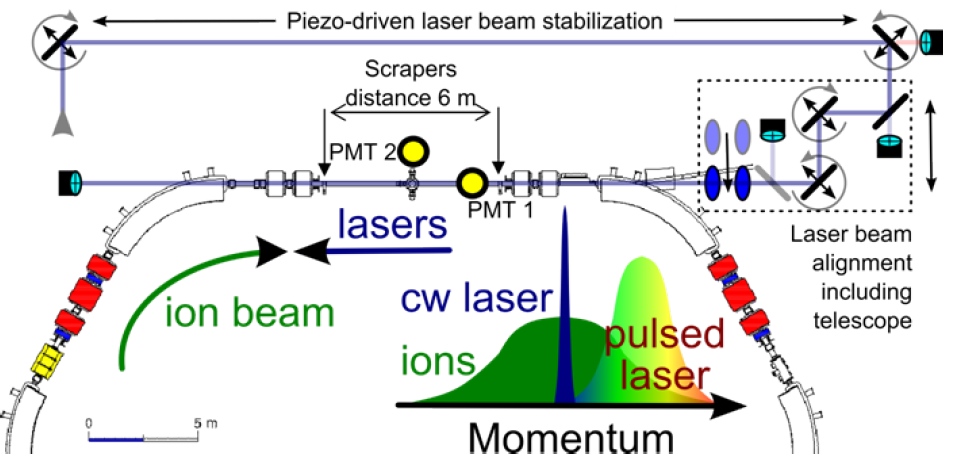 Piezo-driven laser beam stabilization
Scrapers
distance 6 m
PMT 2
PMT 1
lasers
ion beam
Laser beam
alignment
including
telescope
cw laser
ions
pulsed
laser
0
5 m
Momentum